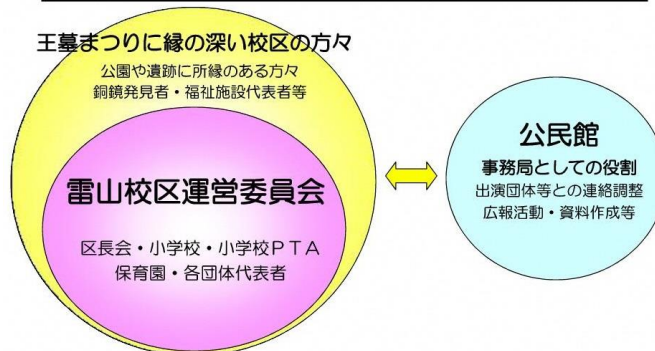 王墓まつりに縁の深い校区の方々
公園や遺跡に所縁のある方々
銅鏡発見者・福祉施設代表者等
雷山校区運営委員会
区長会・小学校・小学校ＰＴＡ
保育園・各団体代表者
公民館
事務局としての役割
出演団体等との連絡調整
広報活動・資料作成等